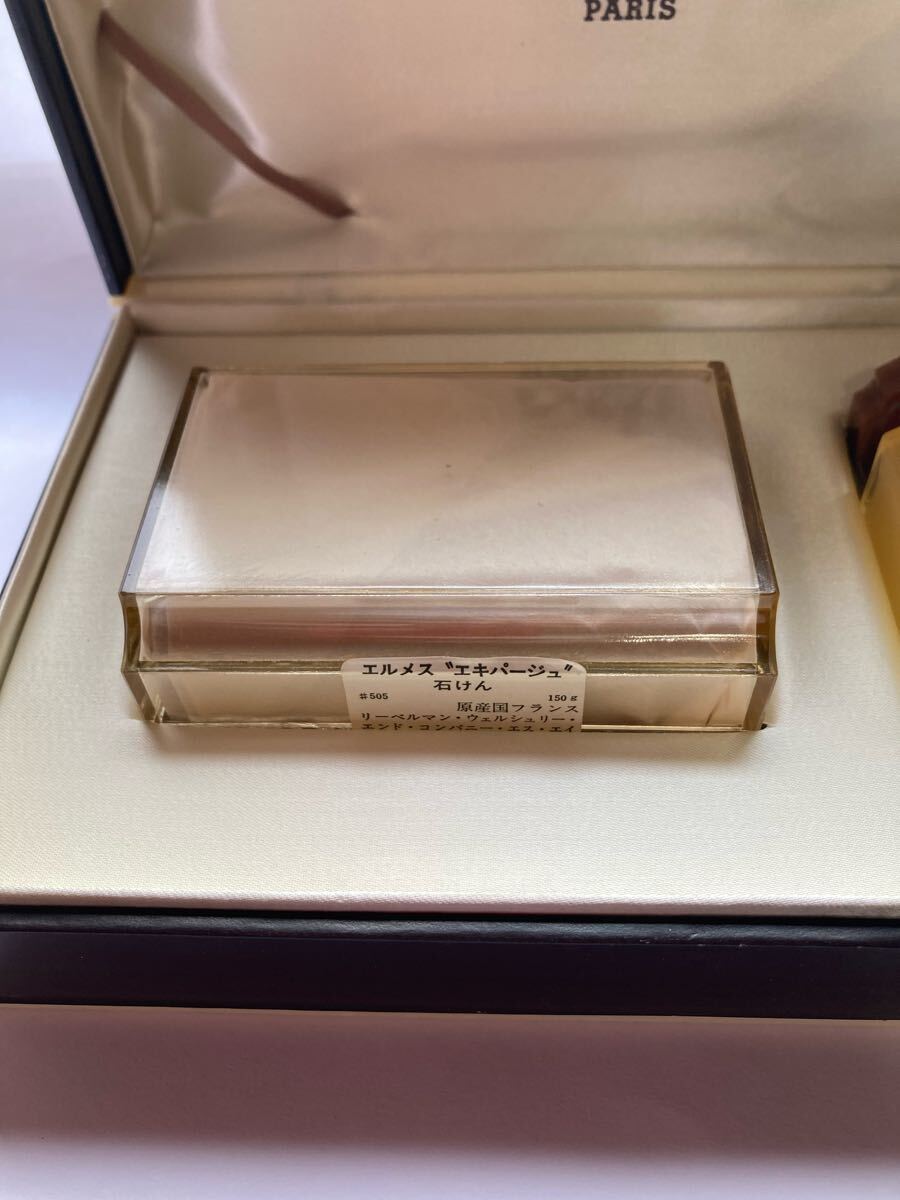 PARIS
エルメス〝エキパージュ〟
石けん
#505 150g
原産国フランス
リーベルマン・ウェルシュリー・
エンド・コンパニー・エス・エイ